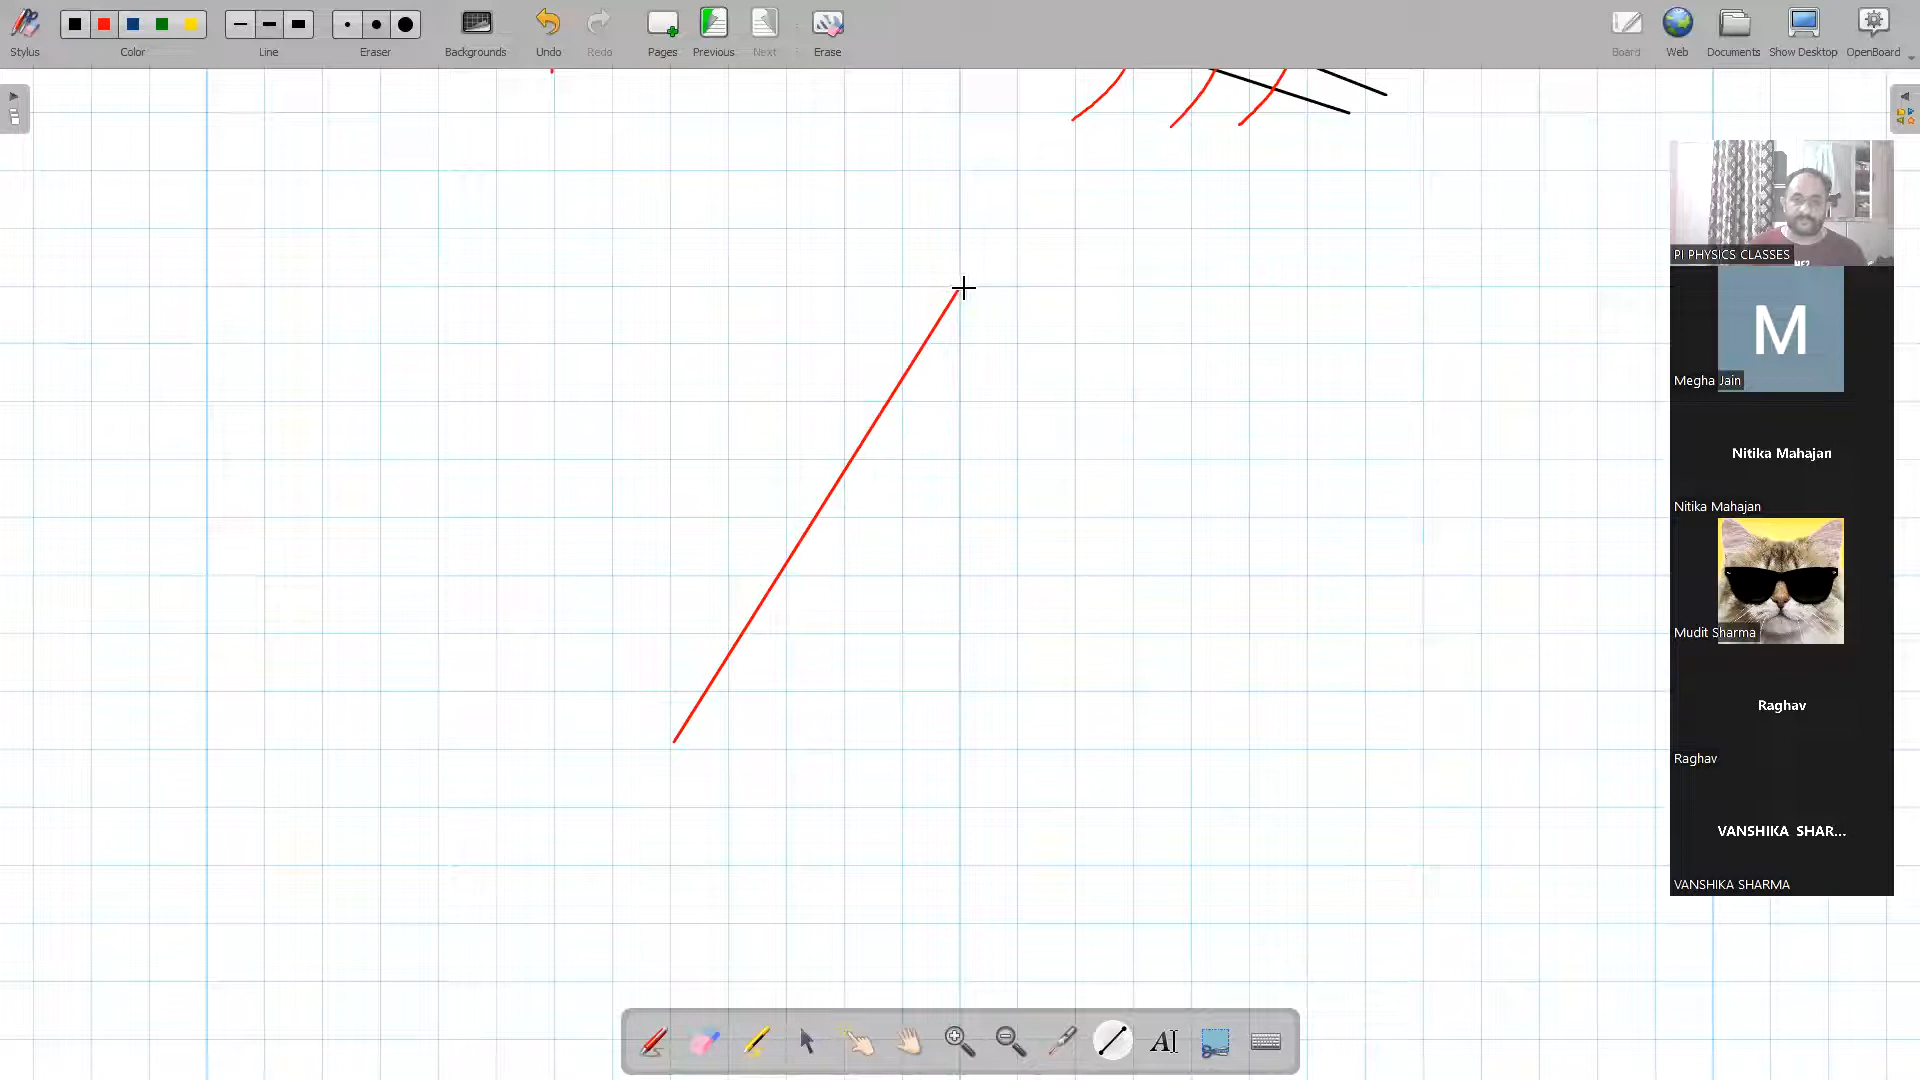 Stylus
Color
Line
Eraser
Backgrounds
Undo
Redo
Pages
Previous
Next
Erase
Board
Web
Documents
Show Desktop
OpenBoard
PI PHYSICS CLASSES
M
Megha Jain
Nitika Mahajan
Nitika Mahajan
Mudit Sharma
Raghav
Raghav
VANSHIKA SHAR...
VANSHIKA SHARMA